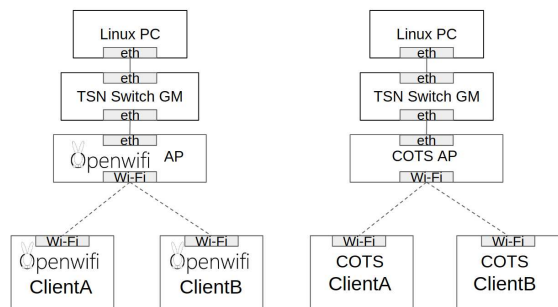 Linux PC
eth
eth
TSN Switch GM
eth
eth
Openwifi AP
Wi-Fi
Wi-Fi
Openwifi
ClientA
Wi-Fi
Openwifi
ClientB
Linux PC
eth
eth
TSN Switch GM
eth
eth
COTS AP
Wi-Fi
Wi-Fi
COTS
ClientA
Wi-Fi
COTS
ClientB